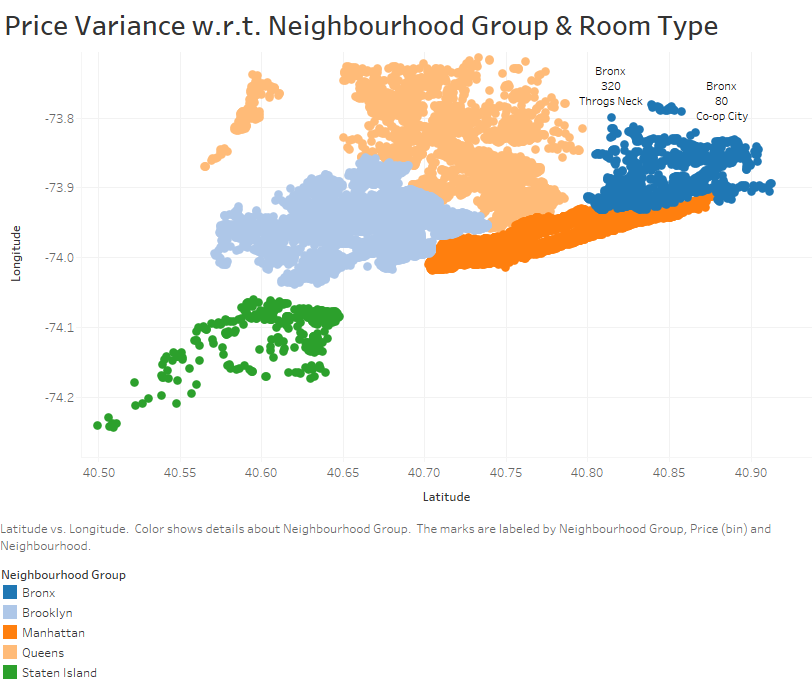 Price Variance w.r.t. Neighbourhood Group & Room Type
Bronx
320
Throgs Neck
Bronx
80
Co-op City
-73.8
-73.9
-74.0
-74.1
-74.2
Longitude
40.50
40.55
40.60
40.65
40.70
40.75
40.80
40.85
40.90
Latitude
Latitude vs. Longitude.  Color shows details about Neighbourhood Group.  The marks are labeled by Neighbourhood Group, Price (bin) and
Neighbourhood.
Neighbourhood Group
Bronx
Brooklyn
Manhattan
Queens
Staten Island